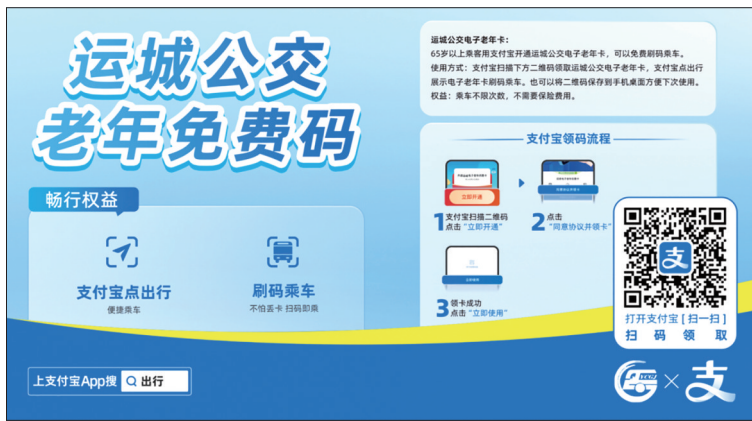 运城公交
老年免费码
畅行权益
支付宝点出行
便捷乘车
刷码乘车
不怕丢卡 扫码即乘
上支付宝App搜
出行
运城公交电子老年卡:
65岁以上乘客用支付宝开通运城公交电子老年卡,可以免费刷码乘车。
使用方式:支付宝扫描下方二维码领取运城公交电子老年卡,支付宝点出行
展示电子老年卡刷码乘车。也可以将二维码保存到手机桌面方便下次使用。
权益:乘车不限次数,不需要保险费用。
支付宝领码流程
立即开通
1 支付宝扫描二维码
点击“立即开通”
2 点击
“同意协议并领卡”
3 领卡成功
点击“立即使用”
支
打开支付宝 [ 扫一扫 ]
扫码领取
× 支